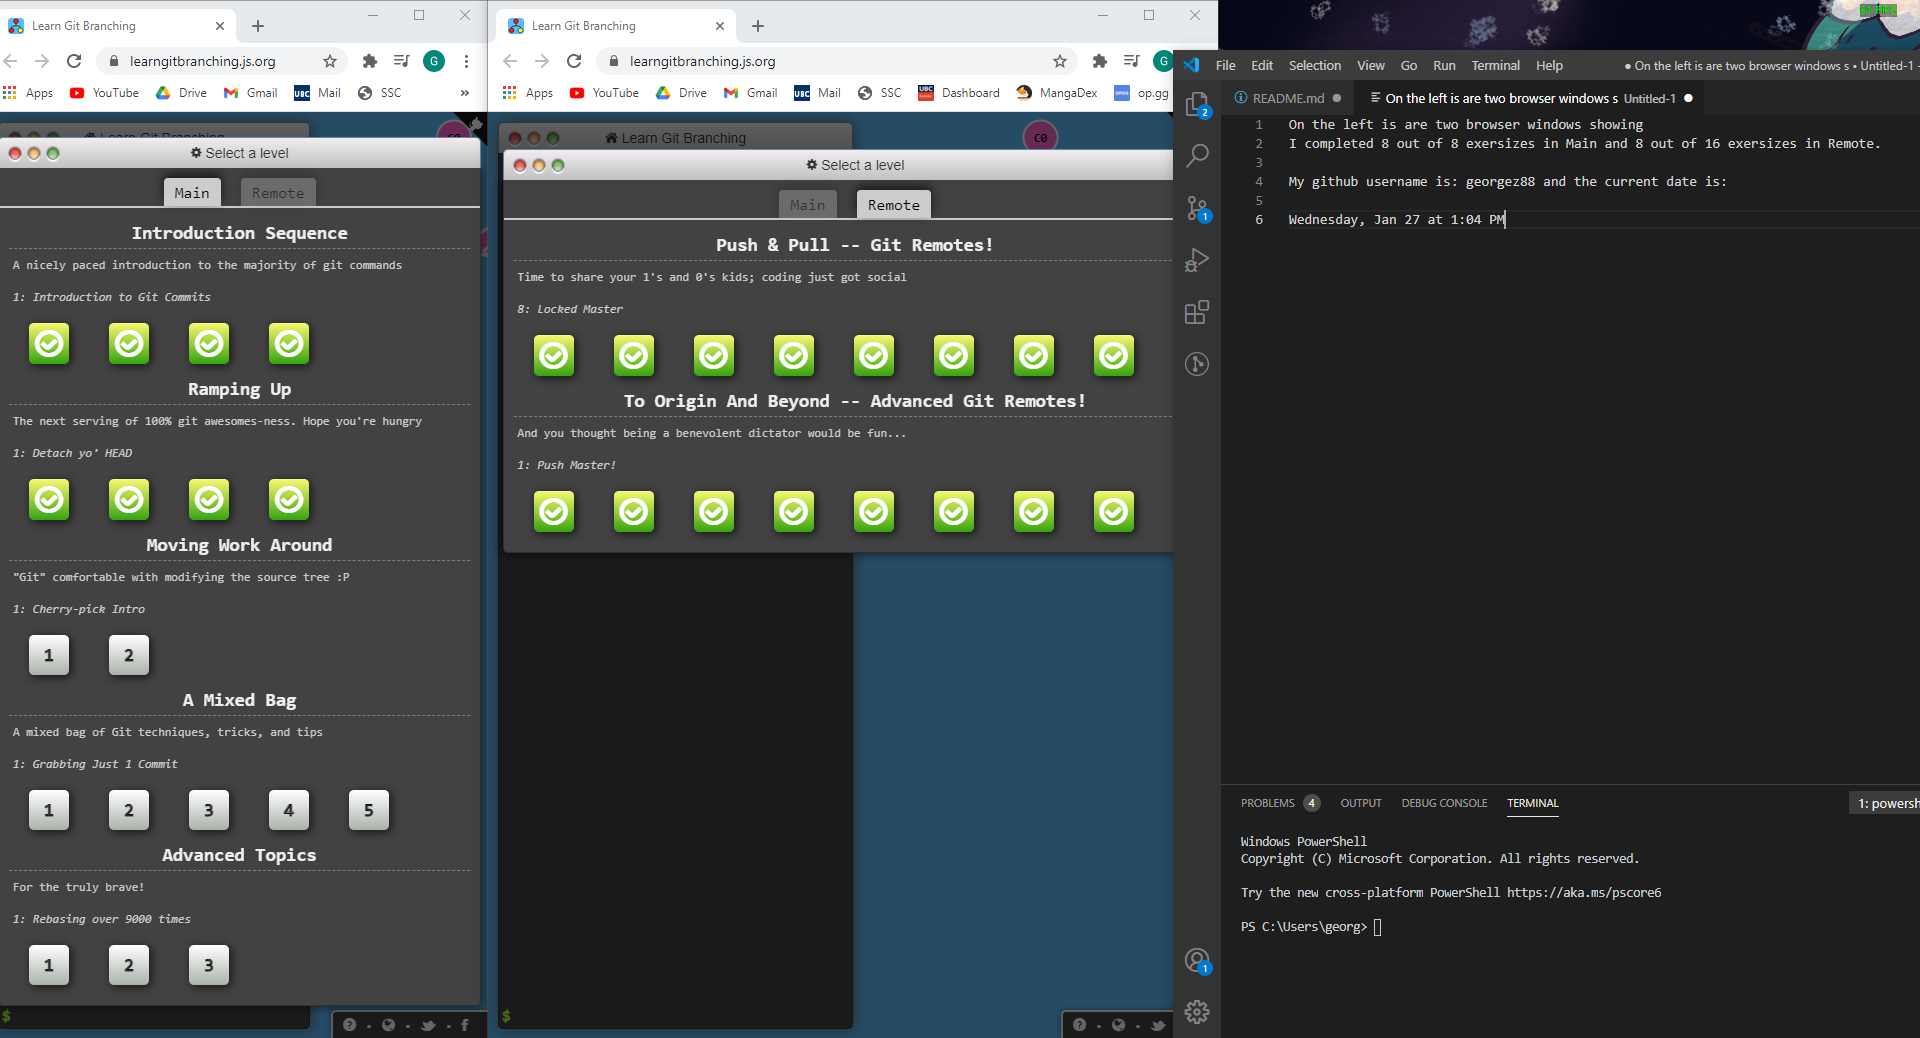 Learn Git Branching
learngitbranching.js.org
G
Apps YouTube Drive Gmail Mail SSC »
Learn Git Branching
C0
Select a level
Main Remote
Introduction Sequence
A nicely paced introduction to the majority of git commands
1: Introduction to Git Commits
Ramping Up
The next serving of 100% git awesomes-ness. Hope you're hungry
1: Detach yo' HEAD
Moving Work Around
"Git" comfortable with modifying the source tree :P
1: Cherry-pick Intro
1 2
A Mixed Bag
A mixed bag of Git techniques, tricks, and tips
1: Grabbing Just 1 Commit
1 2 3 4 5
Advanced Topics
For the truly brave!
1: Rebasing over 9000 times
1 2 3
$
Learn Git Branching
learngitbranching.js.org
G
Apps YouTube Drive Gmail UBC Mail SSC UBC Dashboard MangaDex OPGG op.gg
Learn Git Branching
C0
Select a level
Main Remote
Push & Pull -- Git Remotes!
Time to share your 1's and 0's kids; coding just got social
8: Locked Master
To Origin And Beyond -- Advanced Git Remotes!
And you thought being a benevolent dictator would be fun...
1: Push Master!
$
File Edit Selection View Go Run Terminal Help ● On the left is are two browser windows s • Untitled-1 -
README.md ● On the left is are two browser windows s Untitled-1 ●
1 On the left is are two browser windows showing
2 I completed 8 out of 8 exersizes in Main and 8 out of 16 exersizes in Remote.
3
4 My github username is: georgez88 and the current date is:
5
6 Wednesday, Jan 27 at 1:04 PM
2
1
1
PROBLEMS 4 OUTPUT DEBUG CONSOLE TERMINAL 1: powersh
Windows PowerShell
Copyright (C) Microsoft Corporation. All rights reserved.
Try the new cross-platform PowerShell https://aka.ms/pscore6
PS C:\Users\georg>